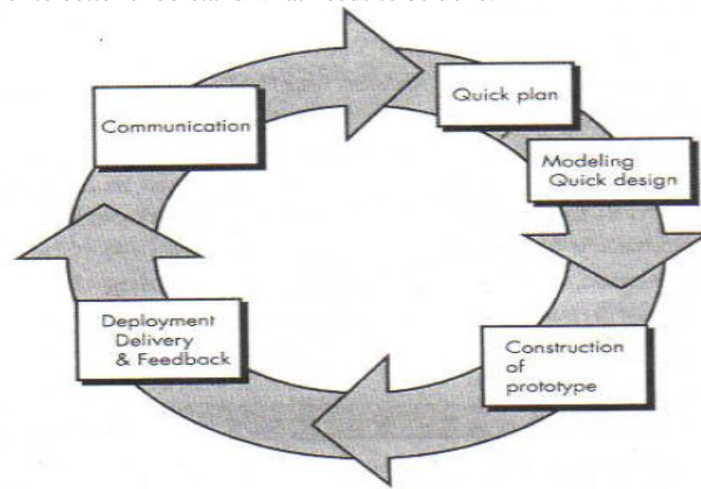 Communication
Quick plan
Modeling
Quick design
Construction
of
prototype
Deployment
Delivery
& Feedback